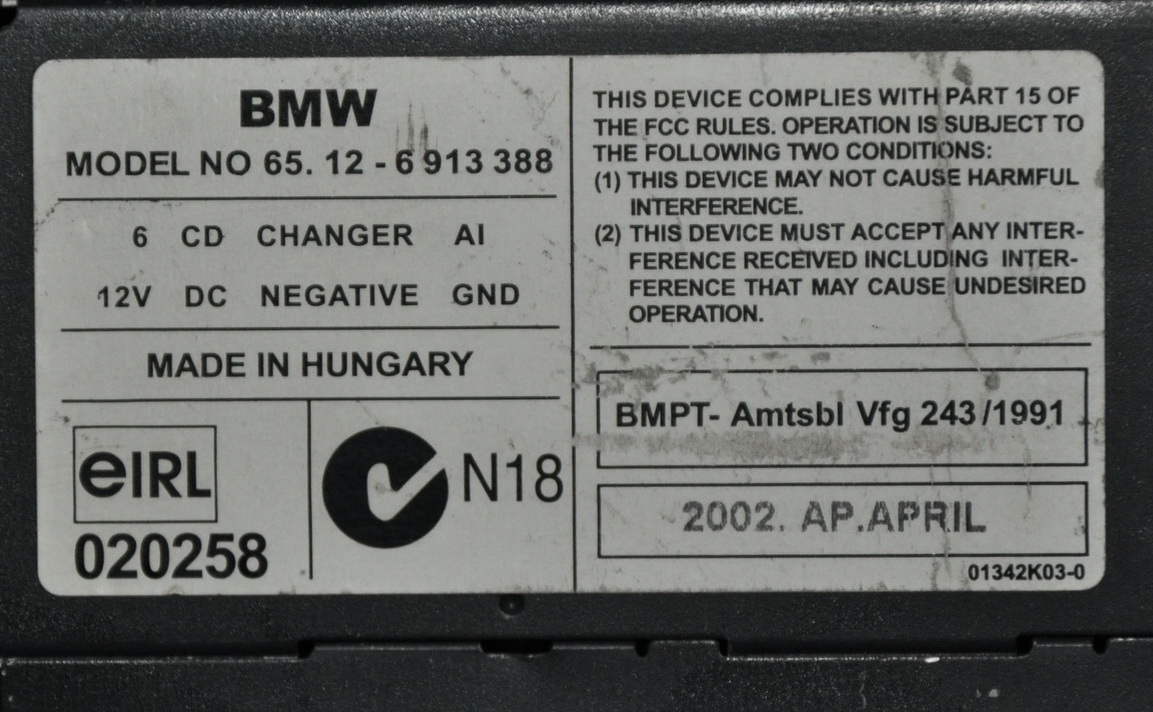 BMW
MODEL NO 65. 12 - 6 913 388
6 CD CHANGER AI
12V DC NEGATIVE GND
MADE IN HUNGARY
eIRL
020258
N18
THIS DEVICE COMPLIES WITH PART 15 OF
THE FCC RULES. OPERATION IS SUBJECT TO
THE FOLLOWING TWO CONDITIONS:
(1) THIS DEVICE MAY NOT CAUSE HARMFUL
INTERFERENCE.
(2) THIS DEVICE MUST ACCEPT ANY INTER-
FERENCE RECEIVED INCLUDING INTER-
FERENCE THAT MAY CAUSE UNDESIRED
OPERATION.
BMPT- Amtsbl Vfg 243/1991
2002. AP.APRIL
01342K03-0